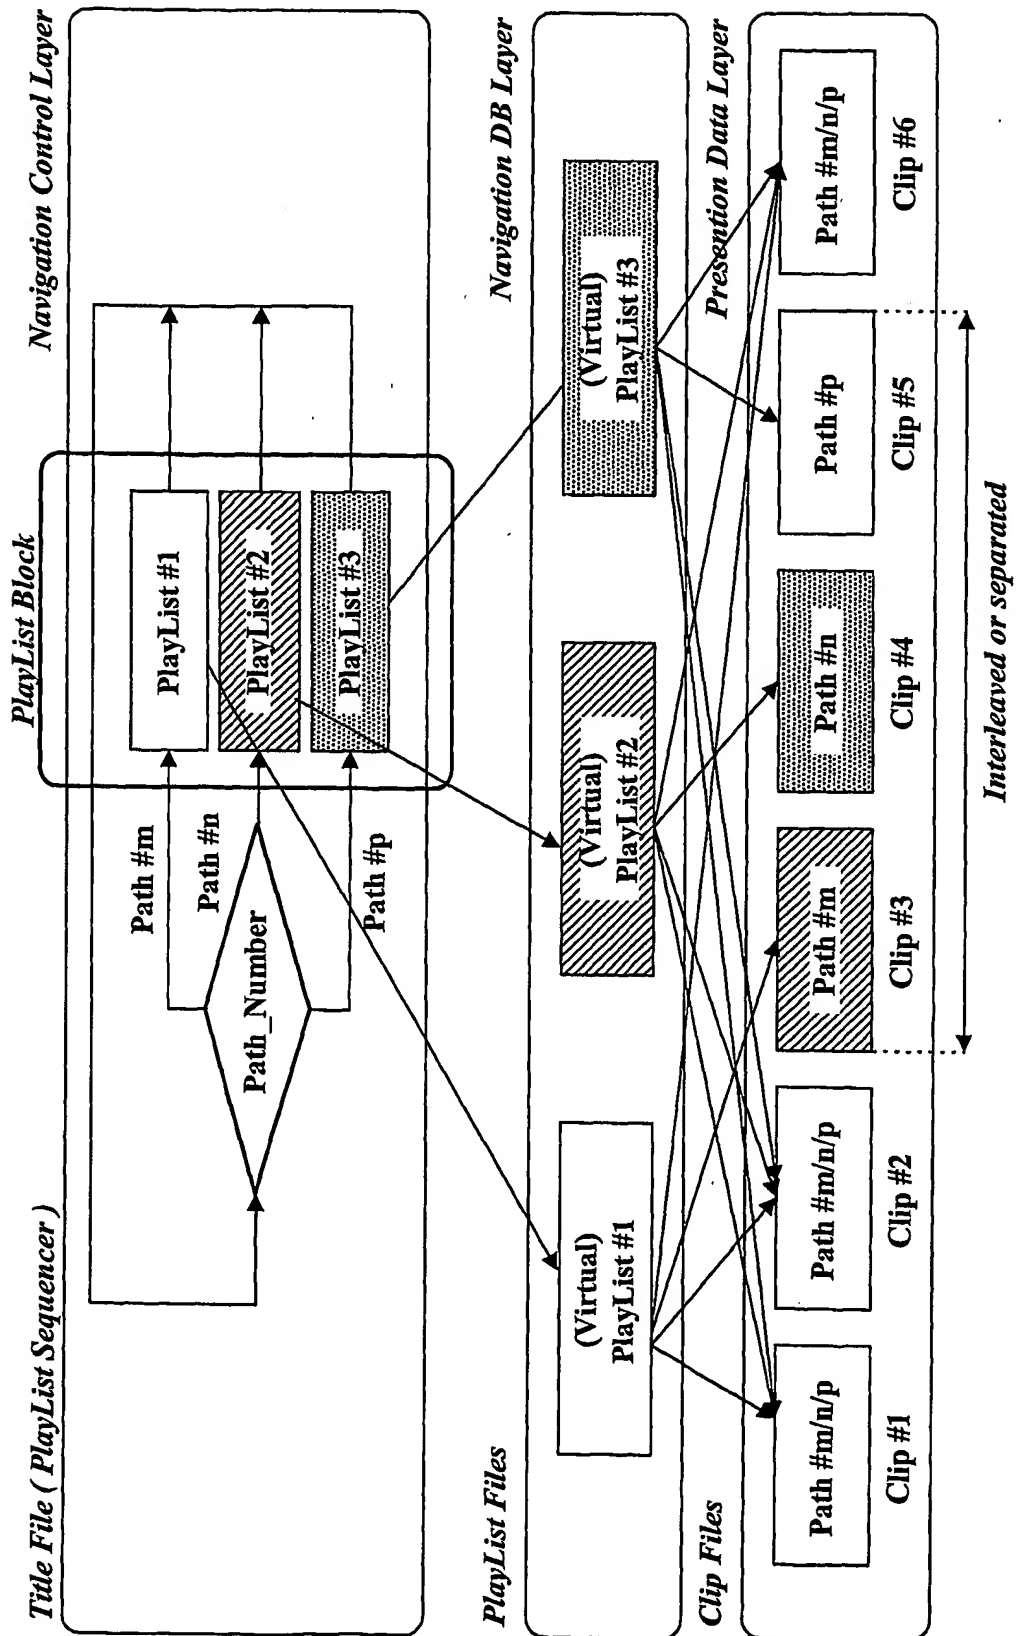 Title File ( PlayList Sequencer )
Navigation Control Layer
PlayList Block
Path_Number
Path #m
Path #n
Path #p
PlayList #1
PlayList #2
PlayList #3
PlayList Files
Navigation DB Layer
(Virtual)
PlayList #1
(Virtual)
PlayList #2
(Virtual)
PlayList #3
Clip Files
Presention Data Layer
Path #m/n/p
Path #m/n/p
Path #m
Path #n
Path #p
Path #m/n/p
Clip #1
Clip #2
Clip #3
Clip #4
Clip #5
Clip #6
Interleaved or separated